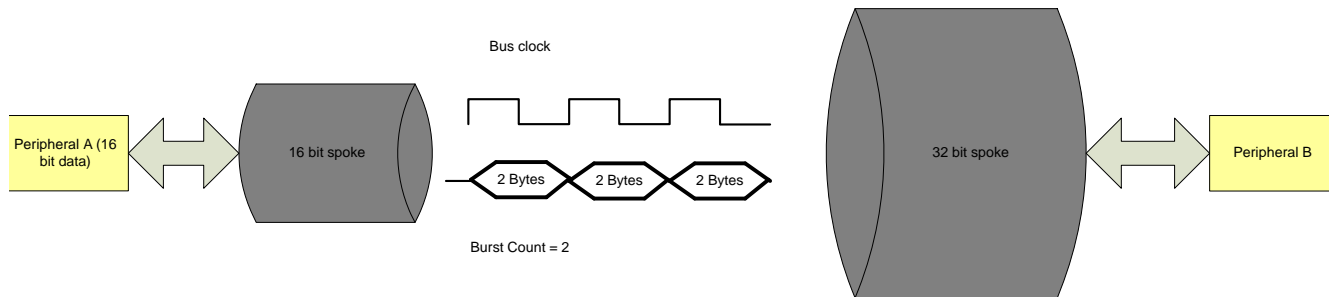 Bus clock
Peripheral A (16
bit data)
16 bit spoke
2 Bytes
2 Bytes
2 Bytes
32 bit spoke
Peripheral B
Burst Count = 2